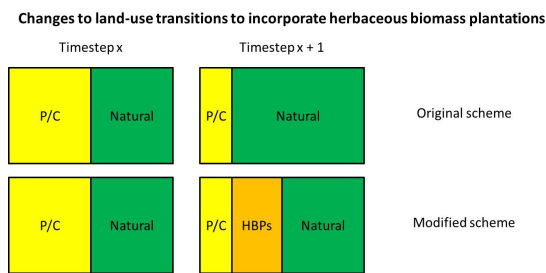 Changes to land-use transitions to incorporate herbaceous biomass plantations
Timestep x
Timestep x + 1
P/C
Natural
P/C
Natural
Original scheme
P/C
Natural
P/C
HBPs
Natural
Modified scheme